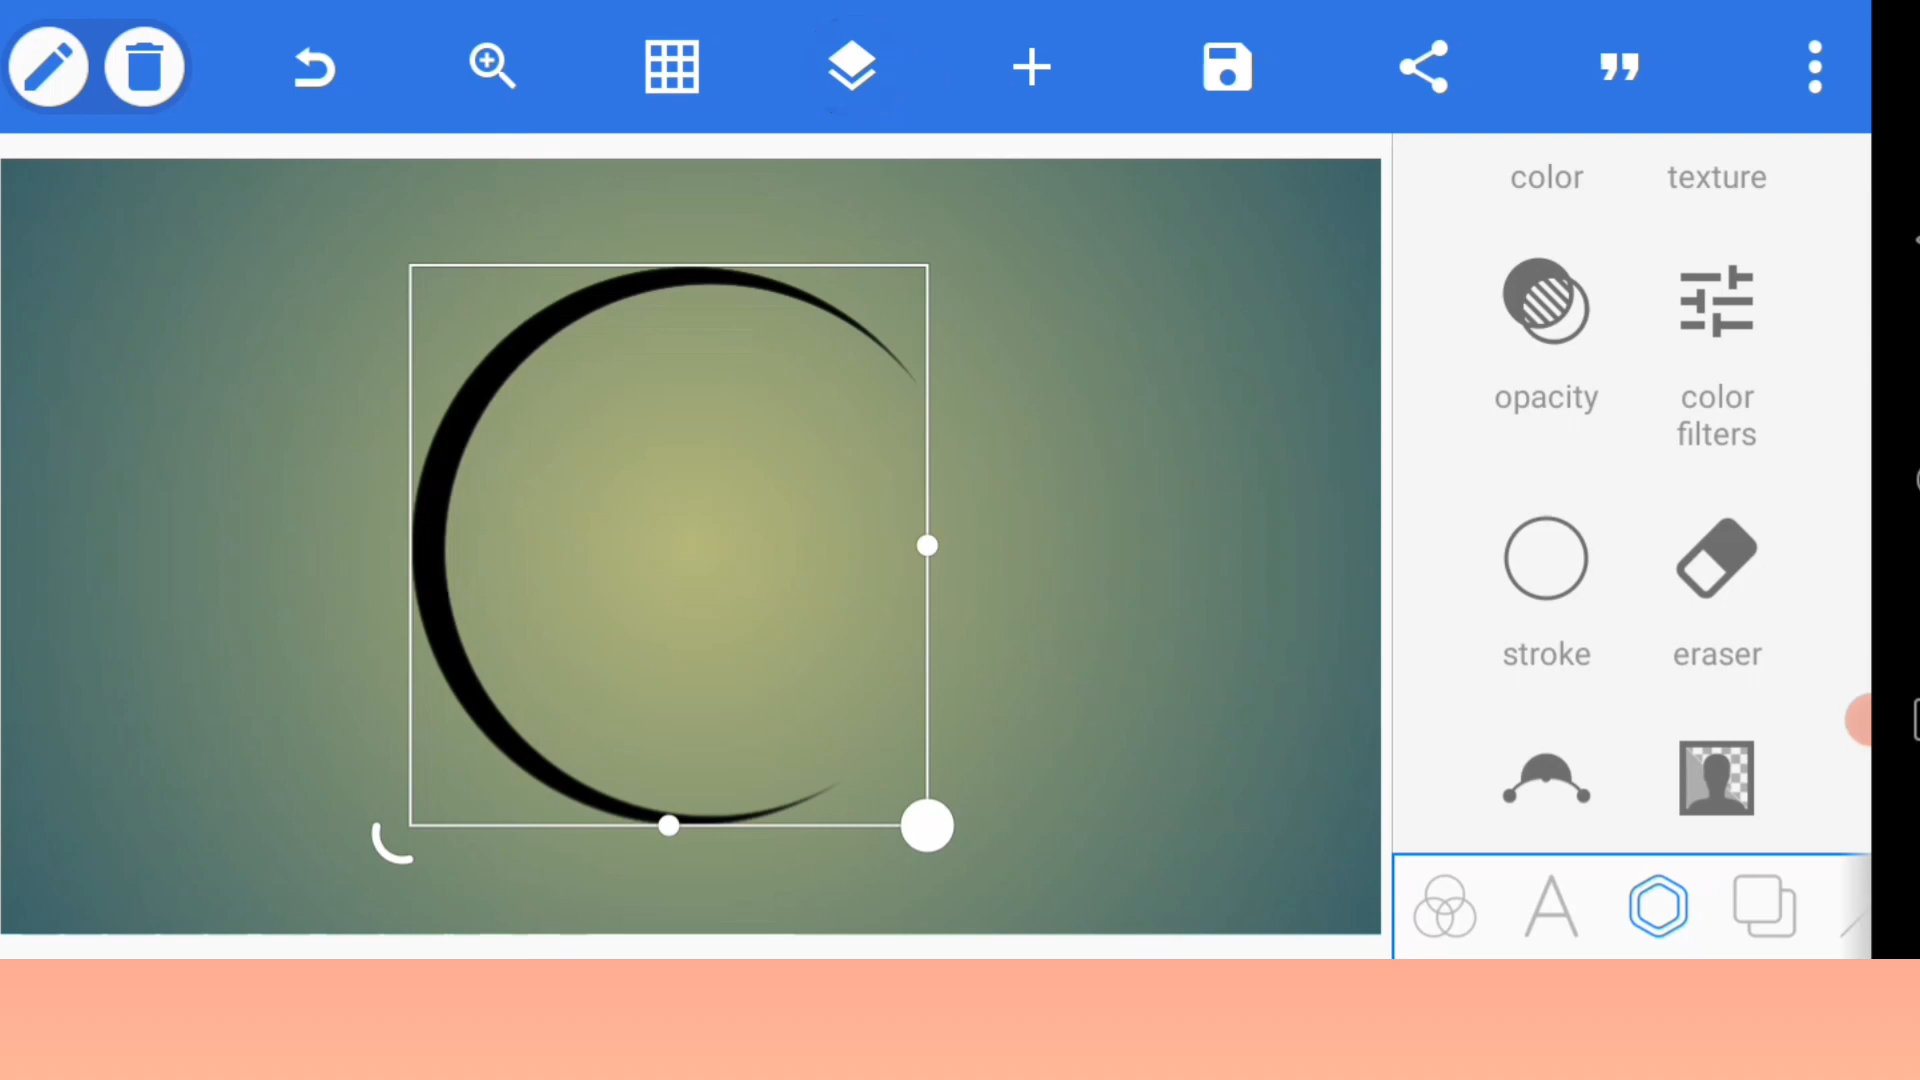 color
texture
opacity
color
filters
stroke
eraser